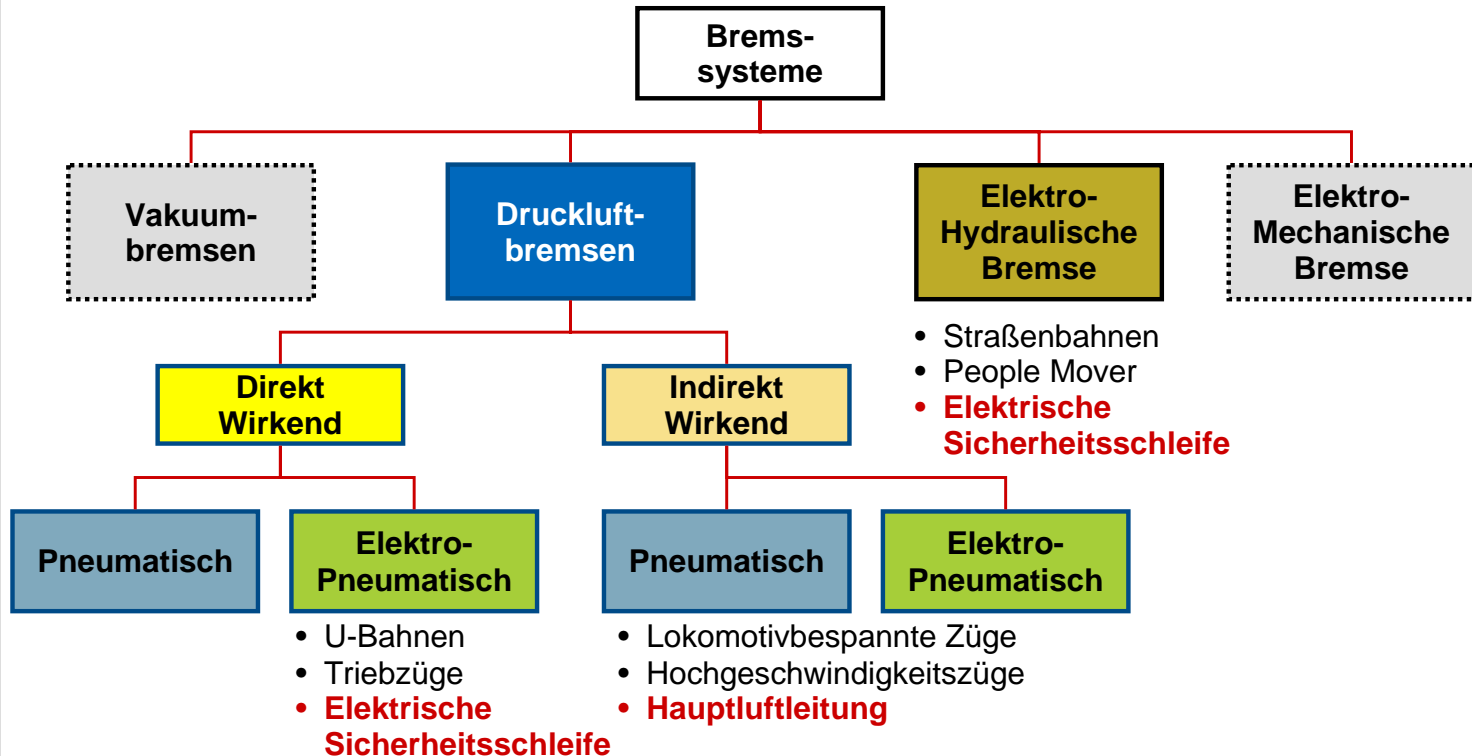 Brems-
systeme
Vakuum-
bremsen
Druckluft-
bremsen
Elektro-
Hydraulische
Bremse
Elektro-
Mechanische
Bremse
• Straßenbahnen
• People Mover
• Elektrische
Sicherheitsschleife
Direkt
Wirkend
Indirekt
Wirkend
Pneumatisch
Elektro-
Pneumatisch
Pneumatisch
Elektro-
Pneumatisch
• U-Bahnen
• Triebzüge
• Elektrische
Sicherheitsschleife
• Lokomotivbespannte Züge
• Hochgeschwindigkeitszüge
• Hauptluftleitung